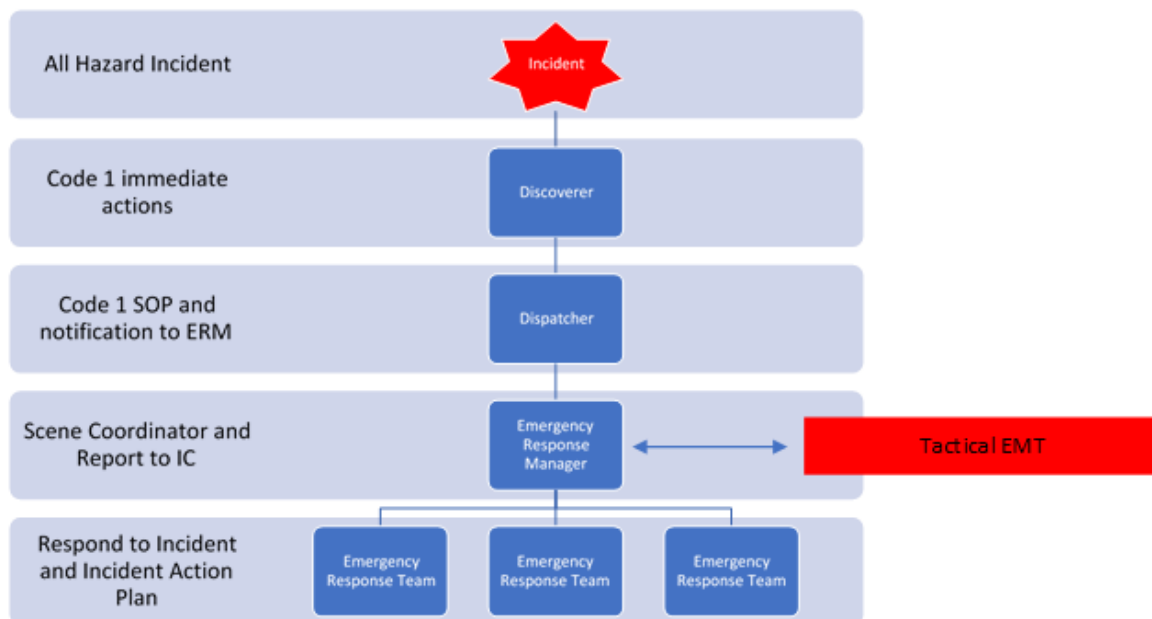 All Hazard Incident
Incident
Code 1 immediate
actions
Discoverer
Code 1 SOP and
notification to ERM
Dispatcher
Scene Coordinator and
Report to IC
Emergency
Response
Manager
Tactical EMT
Respond to Incident
and Incident Action
Plan
Emergency
Response Team
Emergency
Response Team
Emergency
Response Team